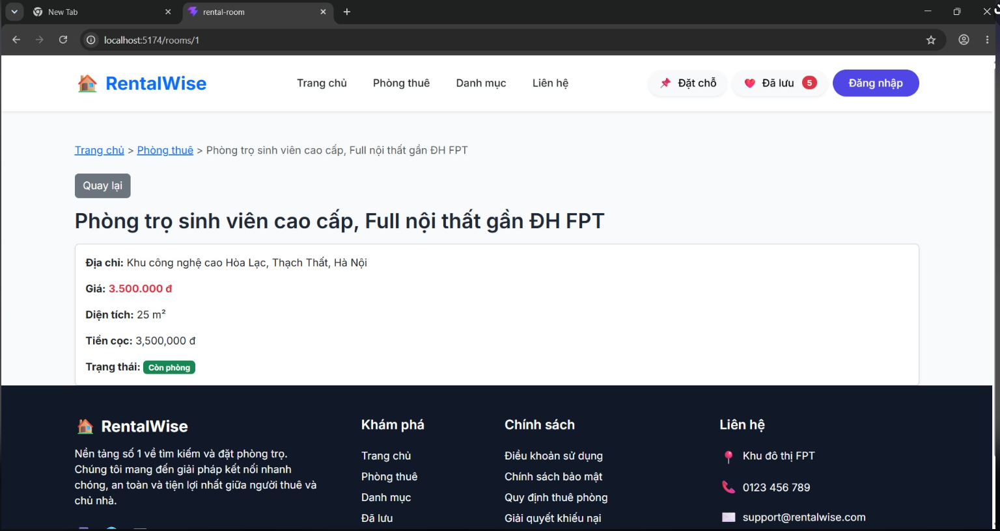 New Tab
rental-room
localhost:5174/rooms/1
RentalWise
Trang chủ
Phòng thuê
Danh mục
Liên hệ
Đặt chỗ
Đã lưu 5
Đăng nhập
Trang chủ > Phòng thuê > Phòng trọ sinh viên cao cấp, Full nội thất gần ĐH FPT
Quay lại
Phòng trọ sinh viên cao cấp, Full nội thất gần ĐH FPT
Địa chỉ: Khu công nghệ cao Hòa Lạc, Thạch Thất, Hà Nội
Giá: 3.500.000 đ
Diện tích: 25 m²
Tiền cọc: 3,500,000 đ
Trạng thái: Còn phòng
RentalWise
Nền tảng số 1 về tìm kiếm và đặt phòng trọ.
Chúng tôi mang đến giải pháp kết nối nhanh
chóng, an toàn và tiện lợi nhất giữa người thuê và
chủ nhà.
Khám phá
Trang chủ
Phòng thuê
Danh mục
Đã lưu
Chính sách
Điều khoản sử dụng
Chính sách bảo mật
Quy định thuê phòng
Giải quyết khiếu nại
Liên hệ
Khu đô thị FPT
0123 456 789
support@rentalwise.com